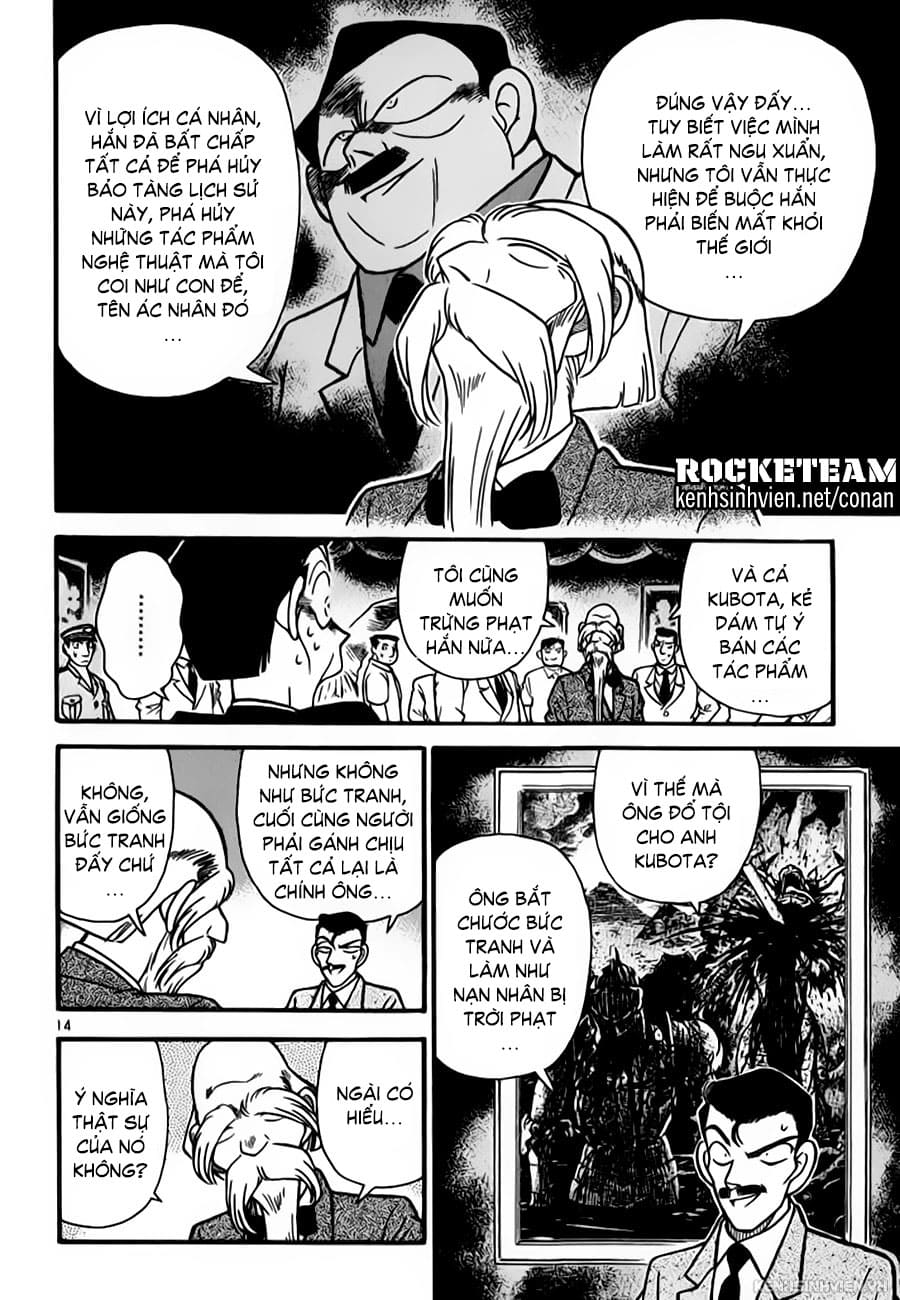 ĐÚNG VẬY ĐẤY...
TUY BIẾT VIỆC MÌNH
LÀM RẤT NGU XUẨN,
NHƯNG TÔI VẪN THỰC
HIỆN ĐỂ BUỘC HẮN
PHẢI BIẾN MẤT KHỎI
THẾ GIỚI
...
VÌ LỢI ÍCH CÁ NHÂN,
HẮN ĐÃ BẤT CHẤP
TẤT CẢ ĐỂ PHÁ HỦY
BẢO TÀNG LỊCH SỬ
NÀY, PHÁ HỦY
NHỮNG TÁC PHẨM
NGHỆ THUẬT MÀ TÔI
COI NHƯ CON ĐẺ,
TÊN ÁC NHÂN ĐÓ
...
ROCKETEAM
kenhsinhvien.net/conan
VÀ CẢ
KUBOTA, KẺ
DÁM TỰ Ý
BÁN CÁC
TÁC PHẨM
...
TÔI CŨNG
MUỐN
TRỪNG PHẠT
HẮN NỮA...
........
VÌ THẾ MÀ
ÔNG ĐỔ TỘI
CHO ANH
KUBOTA?
ÔNG BẮT
CHƯỚC BỨC
TRANH VÀ
LÀM NHƯ
NẠN NHÂN BỊ
TRỜI PHẠT
...
NHƯNG KHÔNG
NHƯ BỨC TRANH,
CUỐI CÙNG NGƯỜI
PHẢI GÁNH CHỊU
TẤT CẢ LẠI LÀ
CHÍNH ÔNG...
KHÔNG,
VẪN GIỐNG
BỨC TRANH
ĐẤY CHỨ
...
14
NGÀI CÓ
HIỂU...
Ý NGHĨA
THẬT SỰ
CỦA NÓ
KHÔNG?
KENHSINHVIEN.VN